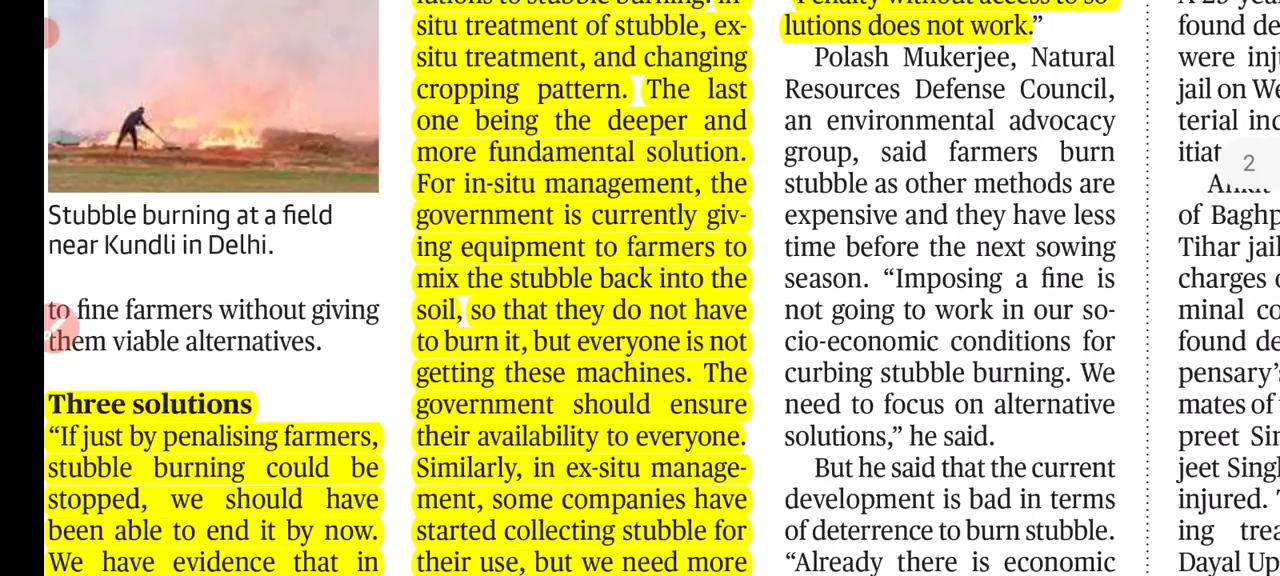 Stubble burning at a field
near Kundli in Delhi.
to fine farmers without giving
them viable alternatives.
Three solutions
“If just by penalising farmers,
stubble burning could be
stopped, we should have
been able to end it by now.
We have evidence that in
lutions to stubble burning: in-
situ treatment of stubble, ex-
situ treatment, and changing
cropping pattern. The last
one being the deeper and
more fundamental solution.
For in-situ management, the
government is currently giv-
ing equipment to farmers to
mix the stubble back into the
soil, so that they do not have
to burn it, but everyone is not
getting these machines. The
government should ensure
their availability to everyone.
Similarly, in ex-situ manage-
ment, some companies have
started collecting stubble for
their use, but we need more
Penalty without access to so-
lutions does not work.”
Polash Mukerjee, Natural
Resources Defense Council,
an environmental advocacy
group, said farmers burn
stubble as other methods are
expensive and they have less
time before the next sowing
season. “Imposing a fine is
not going to work in our so-
cio-economic conditions for
curbing stubble burning. We
need to focus on alternative
solutions,” he said.
But he said that the current
development is bad in terms
of deterrence to burn stubble.
“Already there is economic
found de
were inj
jail on We
terial inc
itiat
2
of Baghp
Tihar jail
charges o
minal co
found de
pensary’s
mates of
preet Sin
jeet Singh
injured. T
ing trea
Dayal Up